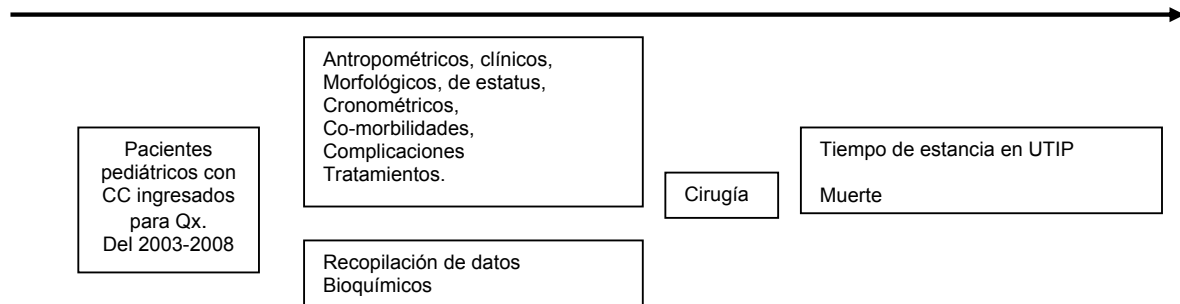 Pacientes
pediátricos con
CC ingresados
para Qx.
Del 2003-2008
Antropométricos, clínicos,
Morfológicos, de estatus,
Cronométricos,
Co-morbilidades,
Complicaciones
Tratamientos.
Recopilación de datos
Bioquímicos
Cirugía
Tiempo de estancia en UTIP
Muerte